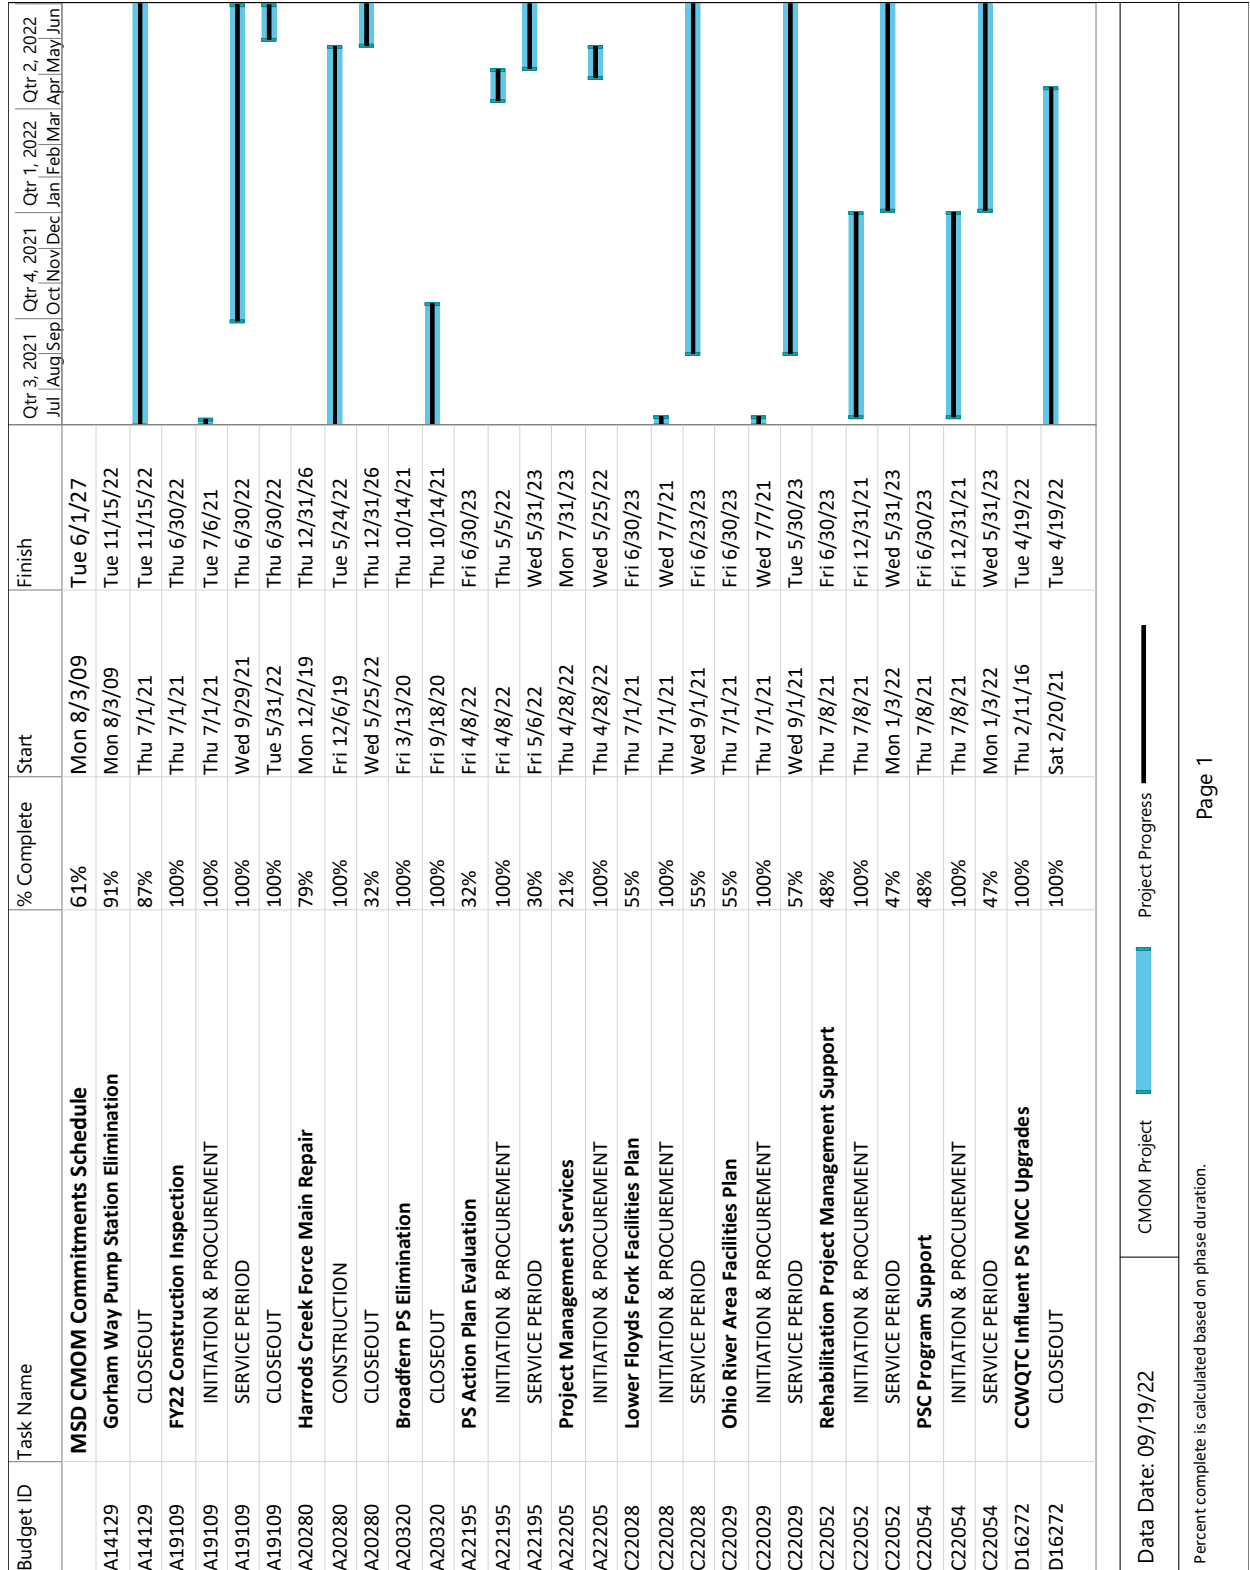 Budget ID Task Name % Complete Start Finish Qtr 3, 2021 Qtr 4, 2021 Qtr 1, 2022 Qtr 2, 2022
Jul Aug Sep Oct Nov Dec Jan Feb Mar Apr May Jun
MSD CMOM Commitments Schedule 61% Mon 8/3/09 Tue 6/1/27
A14129 Gorham Way Pump Station Elimination 91% Mon 8/3/09 Tue 11/15/22
A14129 CLOSEOUT 87% Thu 7/1/21 Tue 11/15/22
A19109 FY22 Construction Inspection 100% Thu 7/1/21 Thu 6/30/22
A19109 INITIATION & PROCUREMENT 100% Thu 7/1/21 Tue 7/6/21
A19109 SERVICE PERIOD 100% Wed 9/29/21 Thu 6/30/22
A19109 CLOSEOUT 100% Tue 5/31/22 Thu 6/30/22
A20280 Harrods Creek Force Main Repair 79% Mon 12/2/19 Thu 12/31/26
A20280 CONSTRUCTION 100% Fri 12/6/19 Tue 5/24/22
A20280 CLOSEOUT 32% Wed 5/25/22 Thu 12/31/26
A20320 Broadfern PS Elimination 100% Fri 3/13/20 Thu 10/14/21
A20320 CLOSEOUT 100% Fri 9/18/20 Thu 10/14/21
A22195 PS Action Plan Evaluation 32% Fri 4/8/22 Fri 6/30/23
A22195 INITIATION & PROCUREMENT 100% Fri 4/8/22 Thu 5/5/22
A22195 SERVICE PERIOD 30% Fri 5/6/22 Wed 5/31/23
A22205 Project Management Services 21% Thu 4/28/22 Mon 7/31/23
A22205 INITIATION & PROCUREMENT 100% Thu 4/28/22 Wed 5/25/22
C22028 Lower Floyds Fork Facilities Plan 55% Thu 7/1/21 Fri 6/30/23
C22028 INITIATION & PROCUREMENT 100% Thu 7/1/21 Wed 7/7/21
C22028 SERVICE PERIOD 55% Wed 9/1/21 Fri 6/23/23
C22029 Ohio River Area Facilities Plan 55% Thu 7/1/21 Fri 6/30/23
C22029 INITIATION & PROCUREMENT 100% Thu 7/1/21 Wed 7/7/21
C22029 SERVICE PERIOD 57% Wed 9/1/21 Tue 5/30/23
C22052 Rehabilitation Project Management Support 48% Thu 7/8/21 Fri 6/30/23
C22052 INITIATION & PROCUREMENT 100% Thu 7/8/21 Fri 12/31/21
C22052 SERVICE PERIOD 47% Mon 1/3/22 Wed 5/31/23
C22054 PSC Program Support 48% Thu 7/8/21 Fri 6/30/23
C22054 INITIATION & PROCUREMENT 100% Thu 7/8/21 Fri 12/31/21
C22054 SERVICE PERIOD 47% Mon 1/3/22 Wed 5/31/23
D16272 CCWQTC Influent PS MCC Upgrades 100% Thu 2/11/16 Tue 4/19/22
D16272 CLOSEOUT 100% Sat 2/20/21 Tue 4/19/22
Data Date: 09/19/22 CMOM Project Project Progress
Percent complete is calculated based on phase duration.
Page 1